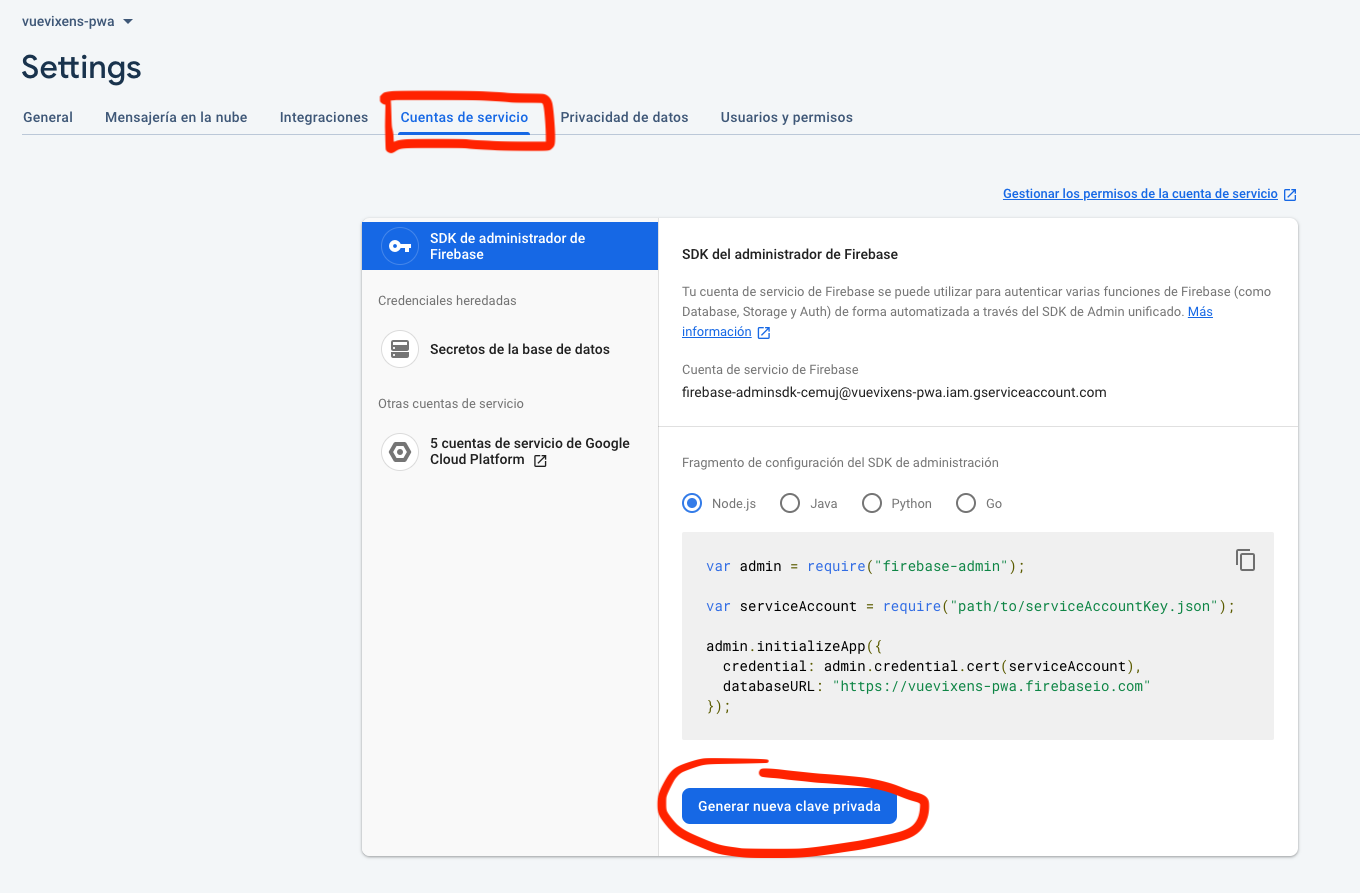 vuevixens-pwa
Settings
General Mensajería en la nube Integraciones Cuentas de servicio Privacidad de datos Usuarios y permisos
Gestionar los permisos de la cuenta de servicio
SDK de administrador de
Firebase
Credenciales heredadas
Secretos de la base de datos
Otras cuentas de servicio
5 cuentas de servicio de Google
Cloud Platform
SDK del administrador de Firebase
Tu cuenta de servicio de Firebase se puede utilizar para autenticar varias funciones de Firebase (como
Database, Storage y Auth) de forma automatizada a través del SDK de Admin unificado. Más
información
Cuenta de servicio de Firebase
firebase-adminsdk-cemuj@vuevixens-pwa.iam.gserviceaccount.com
Fragmento de configuración del SDK de administración
Node.js Java Python Go
var admin = require("firebase-admin");
var serviceAccount = require("path/to/serviceAccountKey.json");
admin.initializeApp({
  credential: admin.credential.cert(serviceAccount),
  databaseURL: "https://vuevixens-pwa.firebaseio.com"
});
Generar nueva clave privada